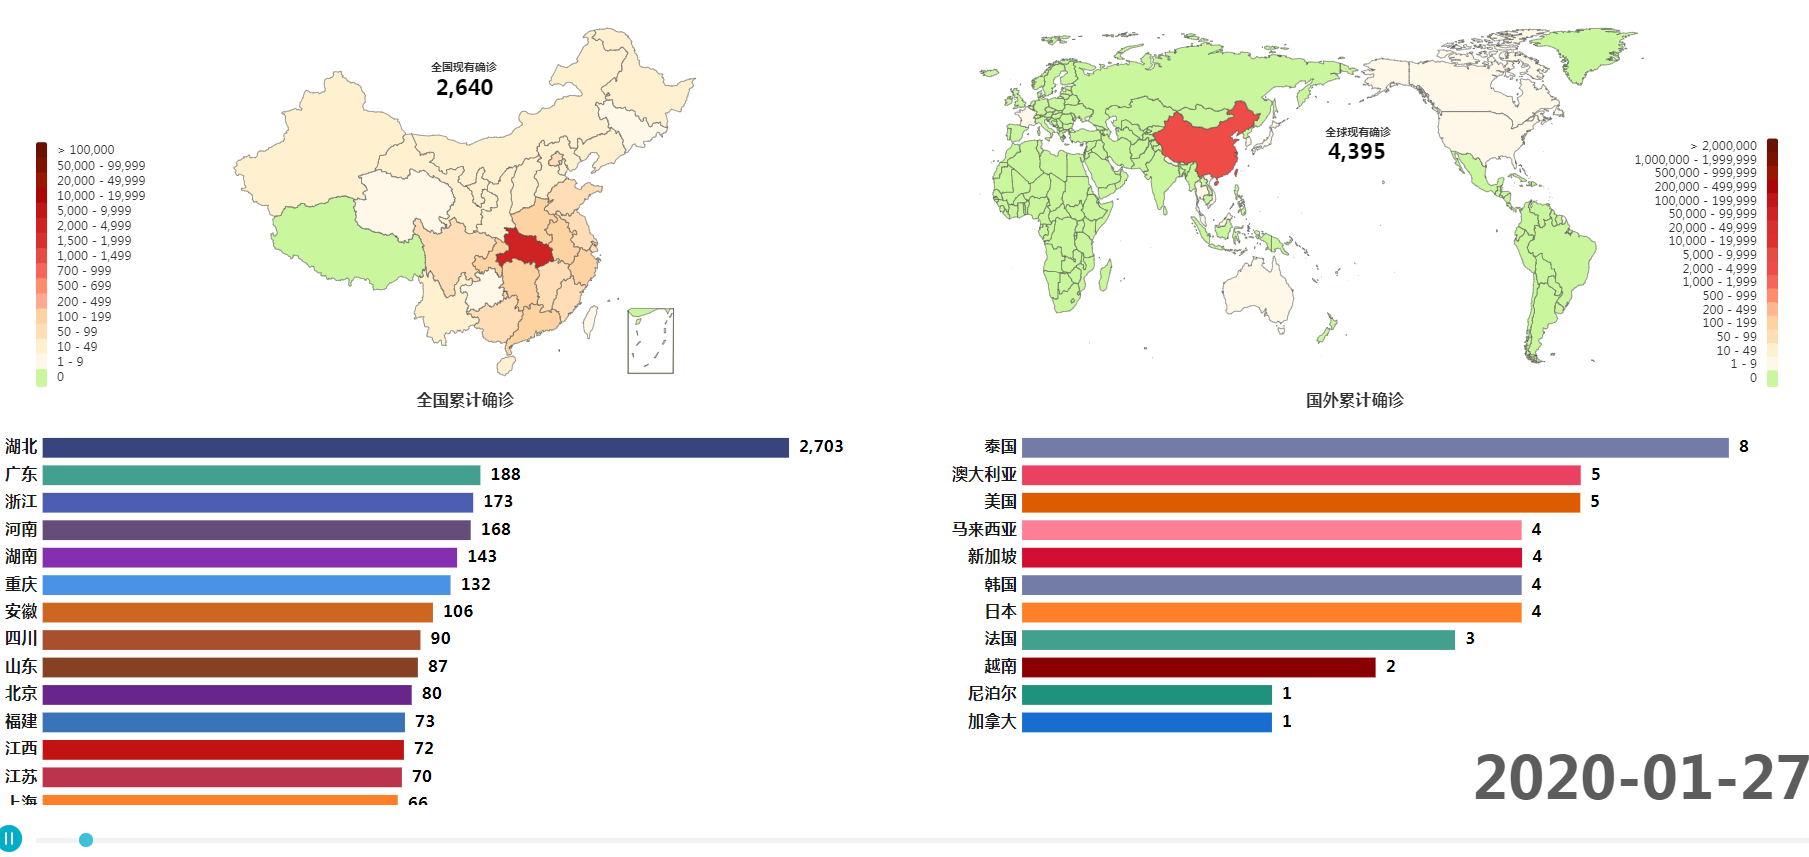 全国现有确诊
2,640
> 100,000
50,000 - 99,999
20,000 - 49,999
10,000 - 19,999
5,000 - 9,999
2,000 - 4,999
1,500 - 1,999
1,000 - 1,499
700 - 999
500 - 699
200 - 499
100 - 199
50 - 99
10 - 49
1 - 9
0
全国累计确诊
湖北 2,703
广东 188
浙江 173
河南 168
湖南 143
重庆 132
安徽 106
四川 90
山东 87
北京 80
福建 73
江西 72
江苏 70
上海 66
全球现有确诊
4,395
> 2,000,000
1,000,000 - 1,999,999
500,000 - 999,999
200,000 - 499,999
100,000 - 199,999
50,000 - 99,999
20,000 - 49,999
10,000 - 19,999
5,000 - 9,999
2,000 - 4,999
1,000 - 1,999
500 - 999
200 - 499
100 - 199
50 - 99
10 - 49
1 - 9
0
国外累计确诊
泰国 8
澳大利亚 5
美国 5
马来西亚 4
新加坡 4
韩国 4
日本 4
法国 3
越南 2
尼泊尔 1
加拿大 1
2020-01-27